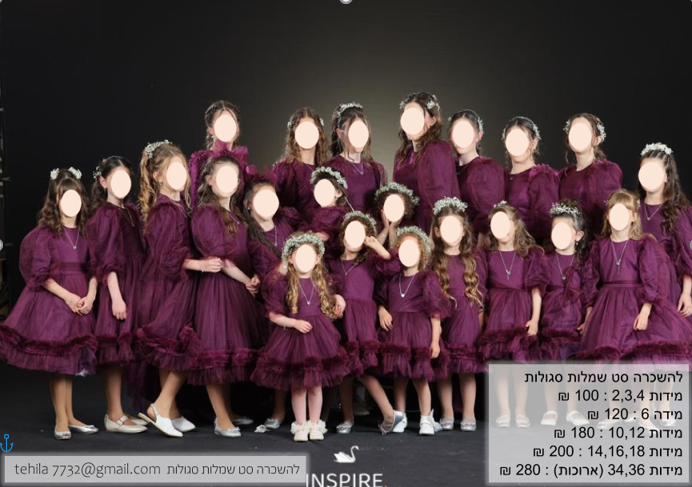 להשכרה סט שמלות סגולות
מידות 2,3,4 : 100 ₪
מידה 6 : 120 ₪
מידות 10,12 : 180 ₪
מידות 14,16,18 : 200 ₪
מידות 34,36 (ארוכות) : 280 ₪
להשכרה סט שמלות סגולות tehila 7732@gmail.com
INSPIRE